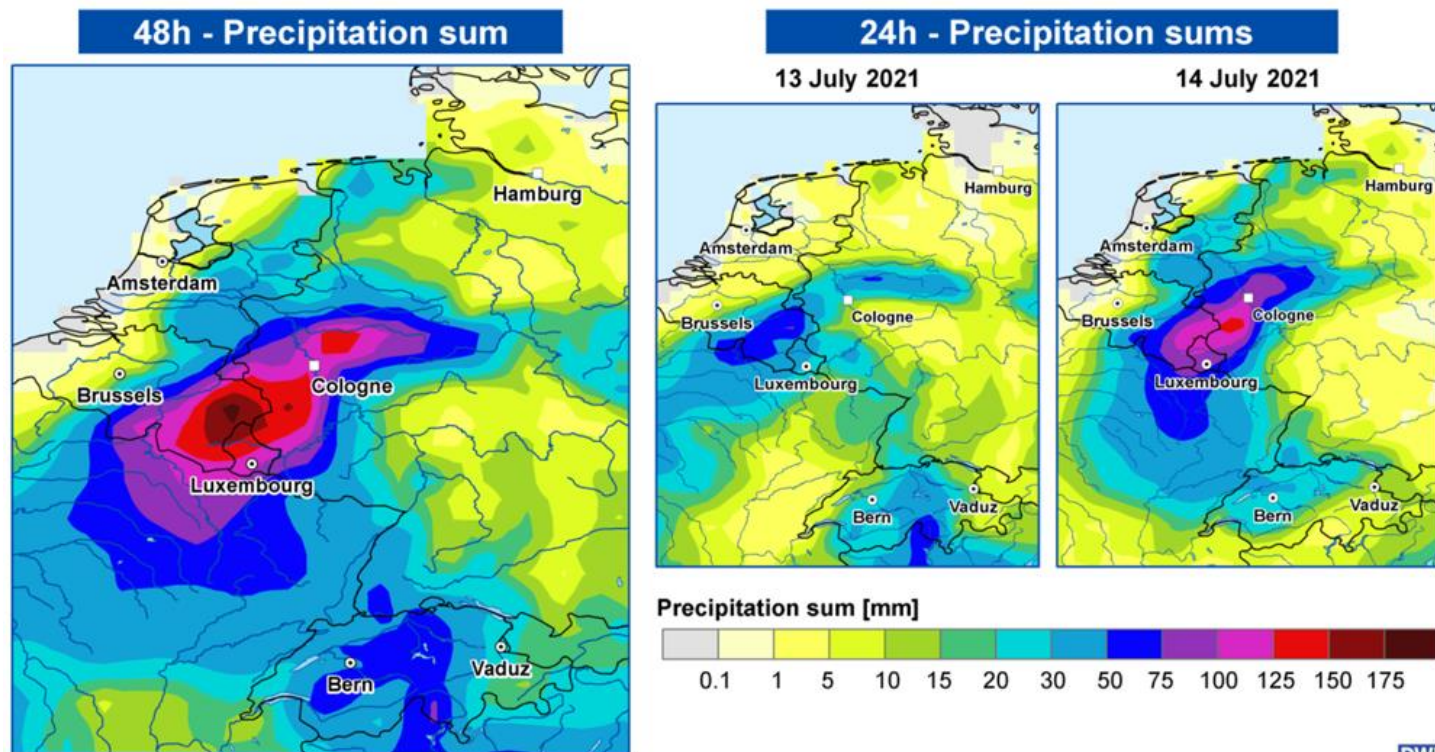 48h - Precipitation sum
Hamburg
Amsterdam
Brussels
Cologne
Luxembourg
Bern
Vaduz
24h - Precipitation sums
13 July 2021
Hamburg
Amsterdam
Brussels
Cologne
Luxembourg
Bern
Vaduz
14 July 2021
Hamburg
Amsterdam
Brussels
Cologne
Luxembourg
Bern
Vaduz
Precipitation sum [mm]
0.1 1 5 10 15 20 30 50 75 100 125 150 175